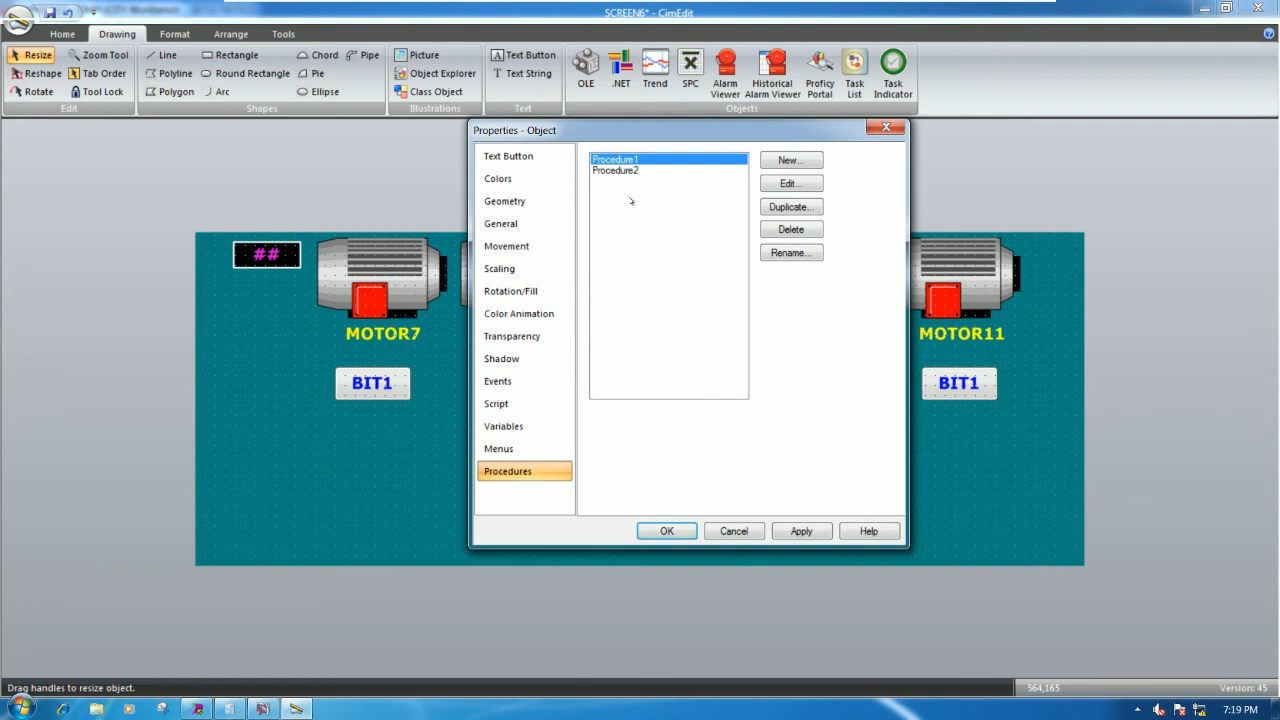 SCREEN6* - CimEdit
Home
Drawing
Format
Arrange
Tools
Resize
Zoom Tool
Line
Rectangle
Chord
Pipe
Picture
Text Button
Reshape
Tab Order
Polyline
Round Rectangle
Pie
Object Explorer
Text String
Rotate
Tool Lock
Polygon
Arc
Ellipse
Class Object
OLE
.NET
Trend
SPC
Alarm
Viewer
Historical
Alarm Viewer
Proficy
Portal
Task
List
Task
Indicator
Edit
Shapes
Illustrations
Text
Objects
Properties - Object
Text Button
Colors
Geometry
General
Movement
Scaling
Rotation/Fill
Color Animation
Transparency
Shadow
Events
Script
Variables
Menus
Procedures
Procedure1
Procedure2
New...
Edit...
Duplicate...
Delete
Rename...
OK
Cancel
Apply
Help
##
MOTOR7
BIT1
MOTOR11
BIT1
Drag handles to resize object.
564,165
Version: 45
7:19 PM